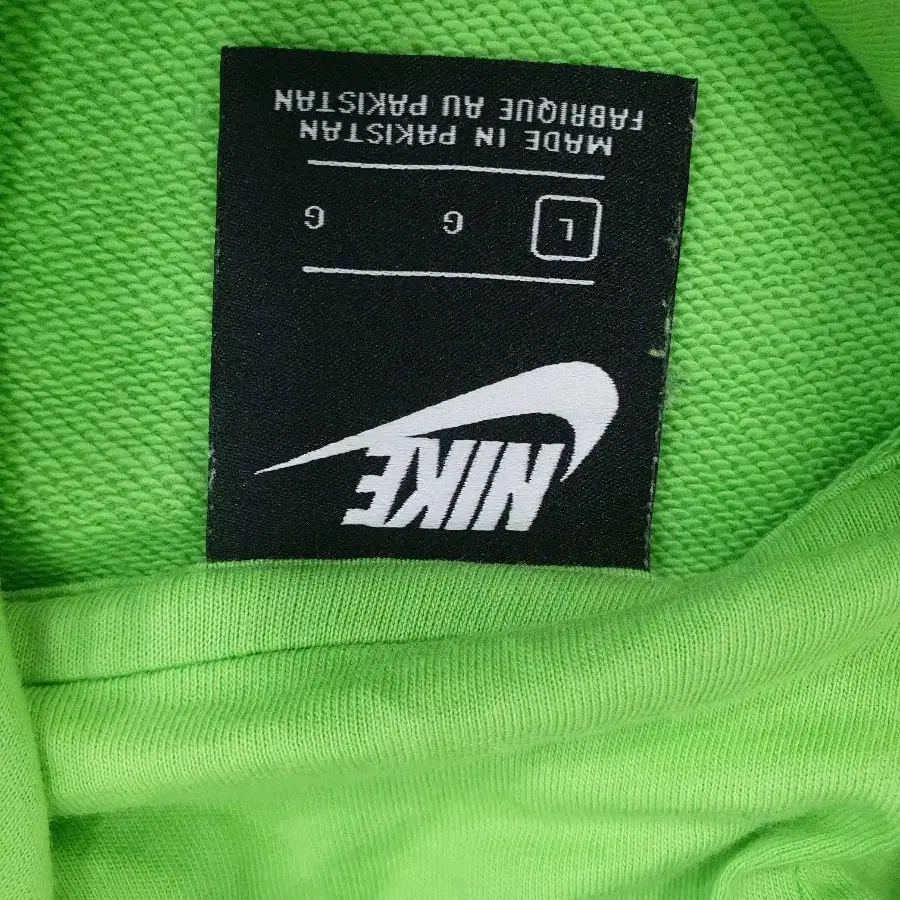 NIKE
L G G
MADE IN PAKISTAN
FABRIQUE AU PAKISTAN